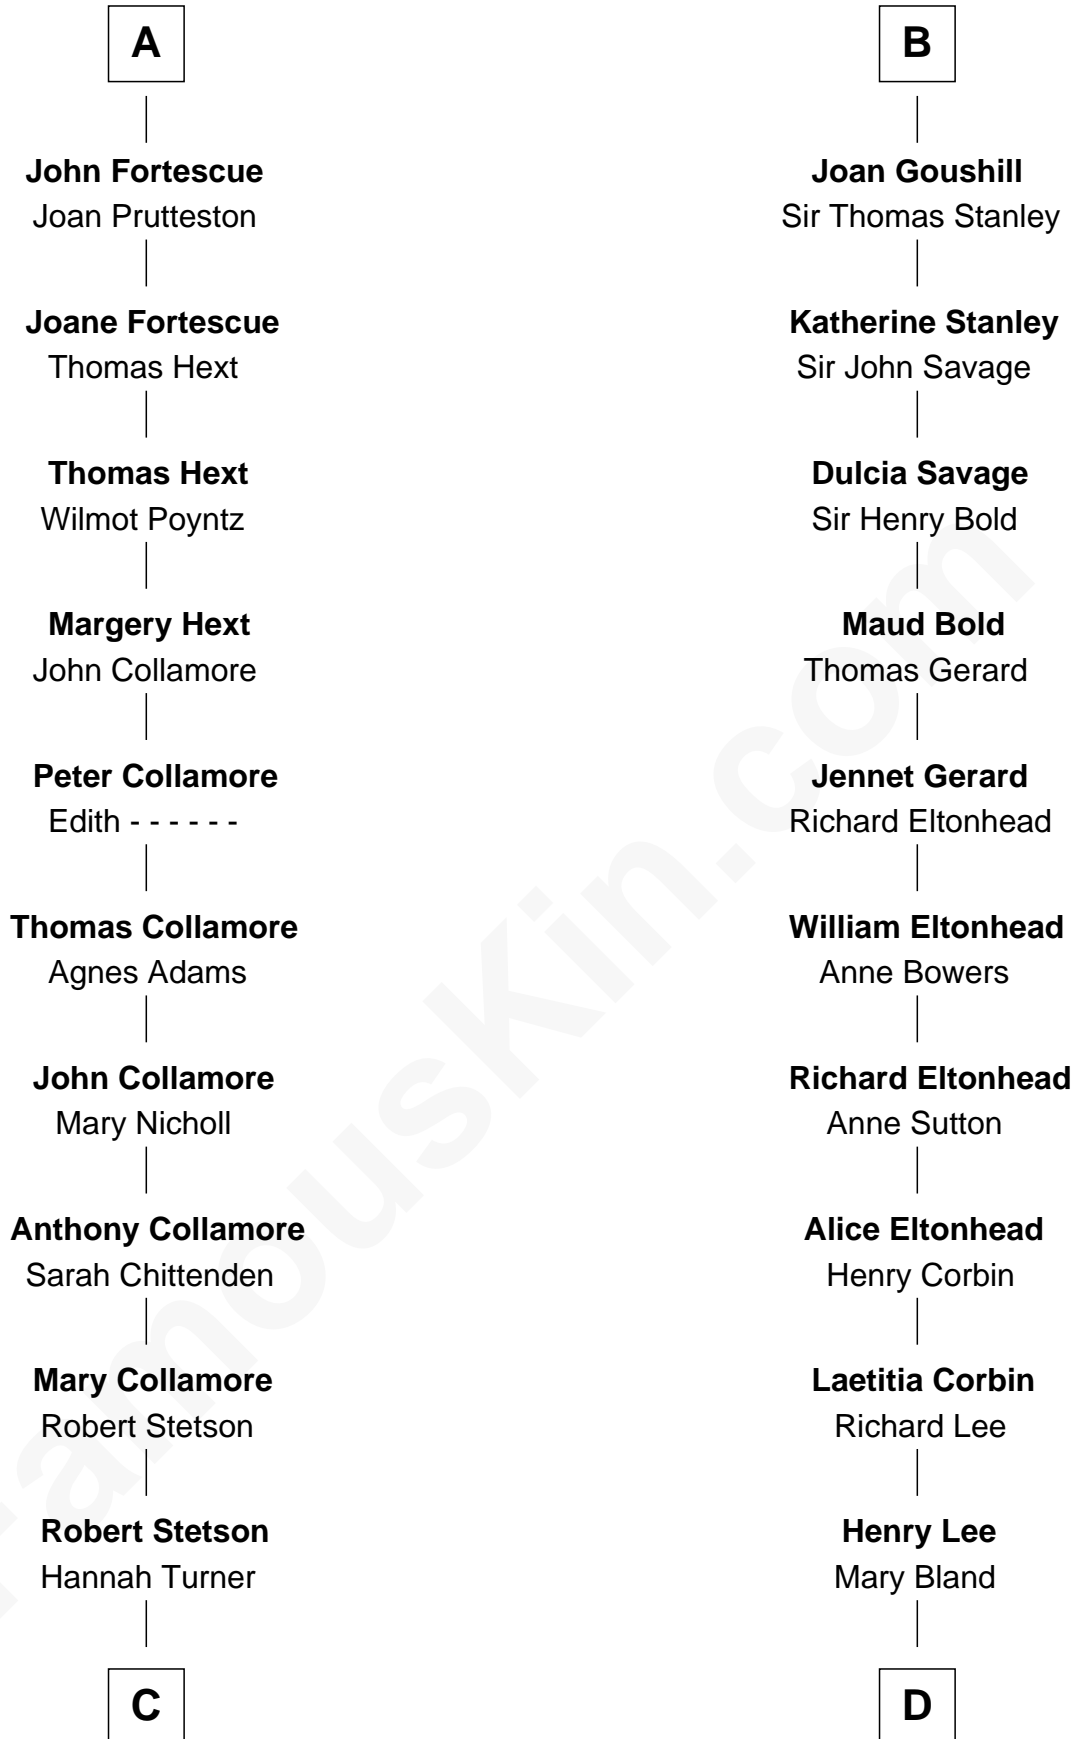 A
John Fortescue
Joan Prutteston
Joane Fortescue
Thomas Hext
Thomas Hext
Wilmot Poyntz
Margery Hext
John Collamore
Peter Collamore
Edith - - - - - -
Thomas Collamore
Agnes Adams
John Collamore
Mary Nicholl
Anthony Collamore
Sarah Chittenden
Mary Collamore
Robert Stetson
Robert Stetson
Hannah Turner
C
B
Joan Goushill
Sir Thomas Stanley
Katherine Stanley
Sir John Savage
Dulcia Savage
Sir Henry Bold
Maud Bold
Thomas Gerard
Jennet Gerard
Richard Eltonhead
William Eltonhead
Anne Bowers
Richard Eltonhead
Anne Sutton
Alice Eltonhead
Henry Corbin
Laetitia Corbin
Richard Lee
Henry Lee
Mary Bland
D
FamousKin.com